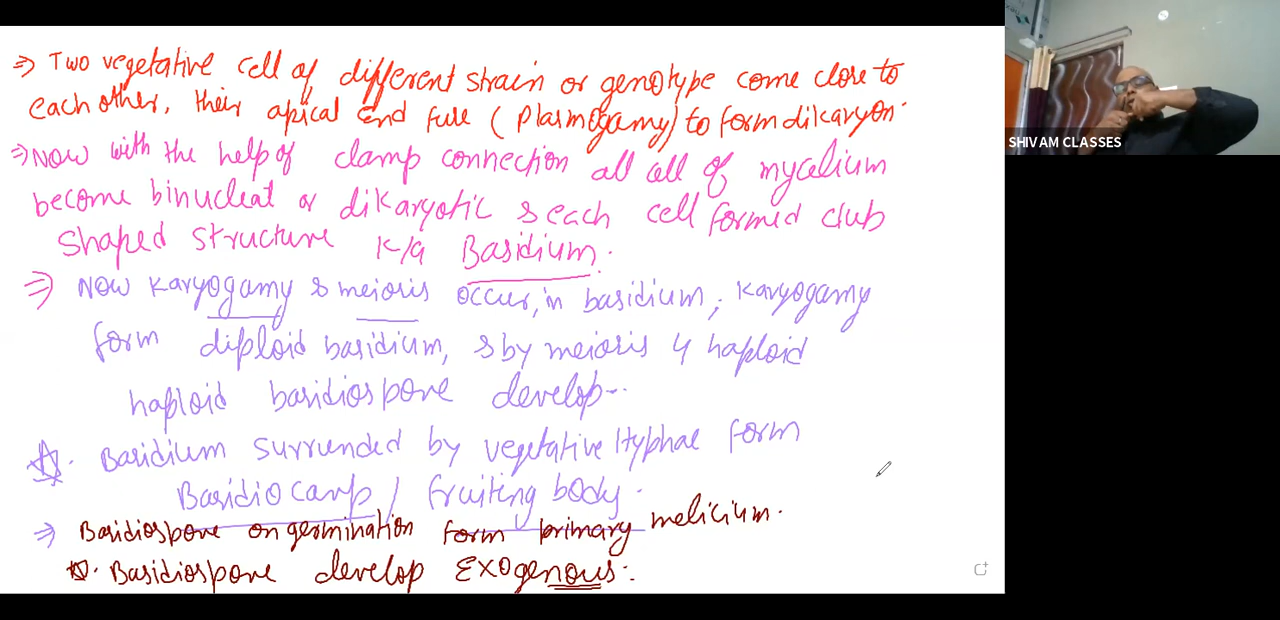 ⇒ Two vegetative cell of different strain or genotype come close to
each other, their apical end fuse (Plasmogamy) to form dikaryon.
⇒ Now with the help of clamp connection all cell of mycelium
become binucleat or dikaryotic & each cell formed club
shaped structure K/a Basidium.
⇒ Now Karyogamy & meiosis occur, in basidium, Karyogamy
form diploid basidium, & by meiosis 4 haploid
haploid basidiospore develop..
☆. Basidium surrunded by vegetative Hyphae form
Basidiocarp / fruiting body.
⇒ Basidiospore on germination form primary melicium.
☆. Basidiospore develop Exogenous.
SHIVAM CLASSES